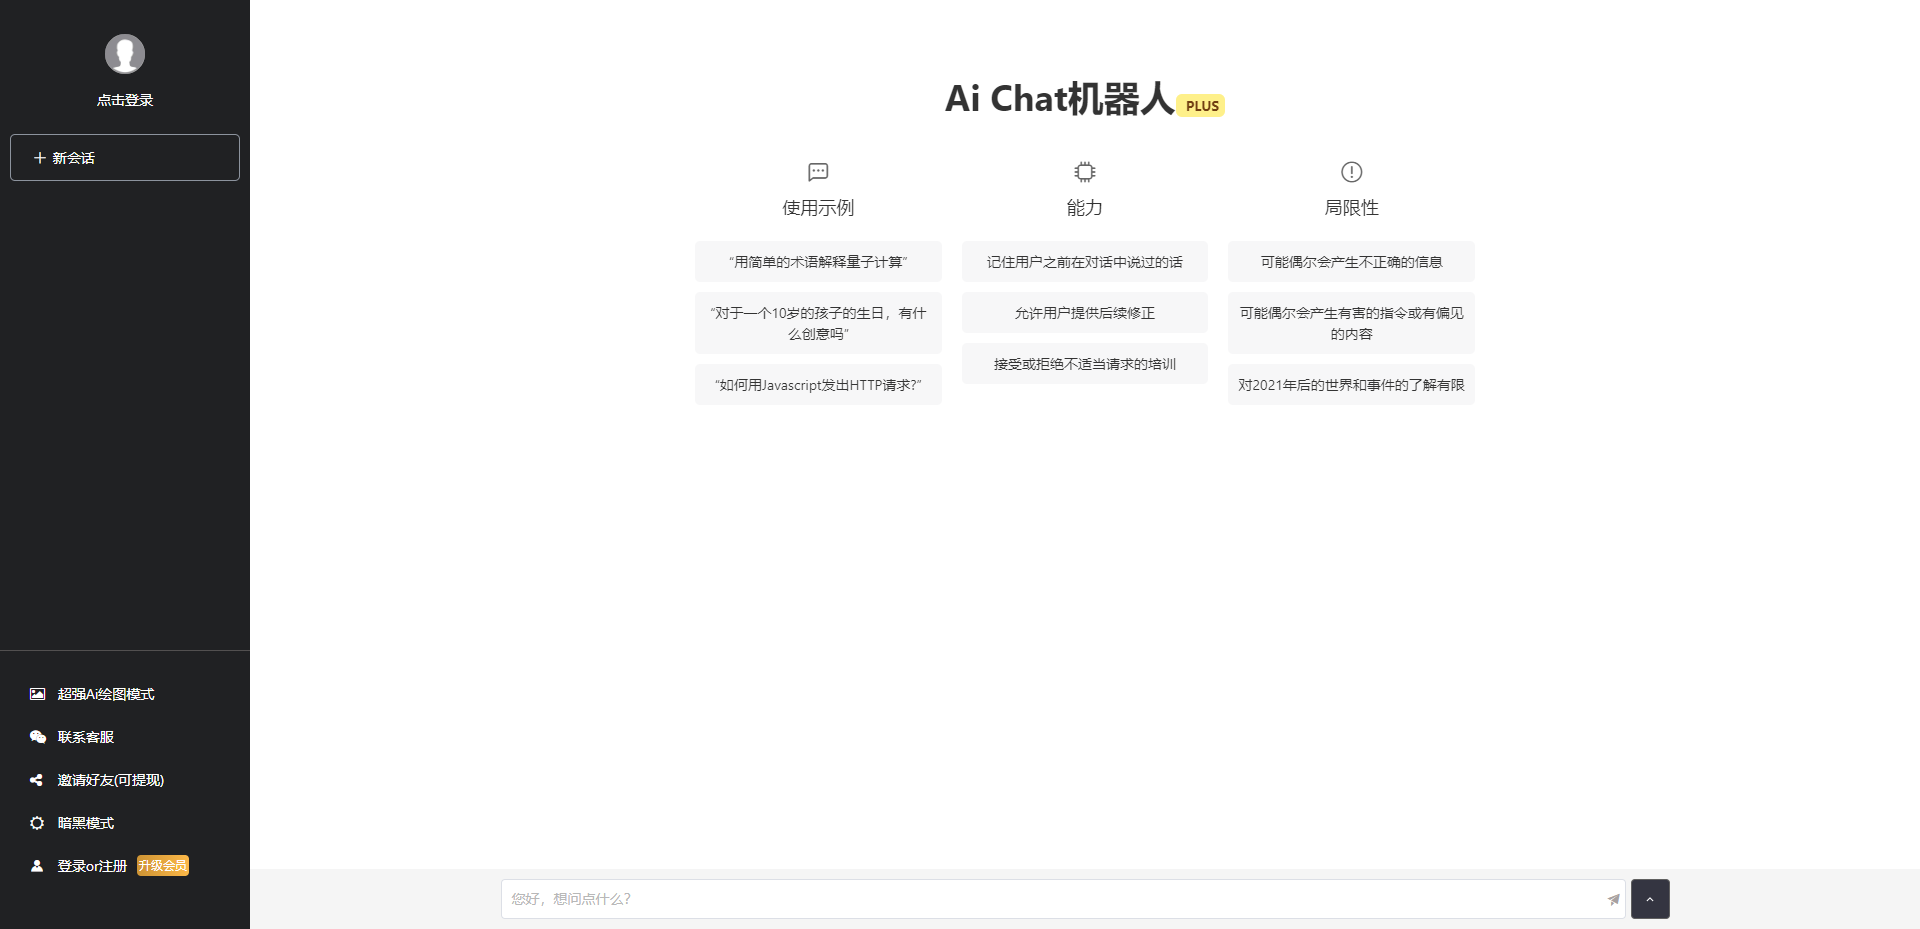 点击登录
新会话
超强Ai绘图模式
联系客服
邀请好友(可提现)
暗黑模式
登录or注册 升级会员
Ai Chat机器人 PLUS
使用示例
“用简单的术语解释量子计算”
“对于一个10岁的孩子的生日，有什
么创意吗”
“如何用Javascript发出HTTP请求?”
能力
记住用户之前在对话中说过的话
允许用户提供后续修正
接受或拒绝不适当请求的培训
局限性
可能偶尔会产生不正确的信息
可能偶尔会产生有害的指令或有偏见
的内容
对2021年后的世界和事件的了解有限
您好，想问点什么？